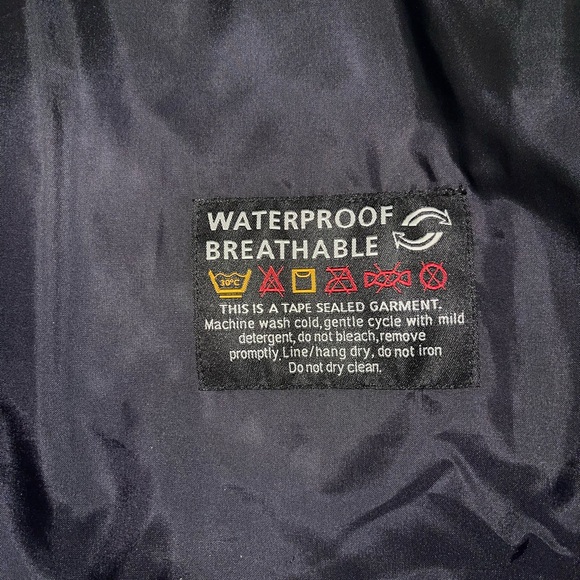 WATERPROOF
BREATHABLE
30°C
THIS IS A TAPE SEALED GARMENT.
Machine wash cold, gentle cycle with mild
detergent, do not bleach, remove
promptly. Line/hang dry, do not iron
Do not dry clean.